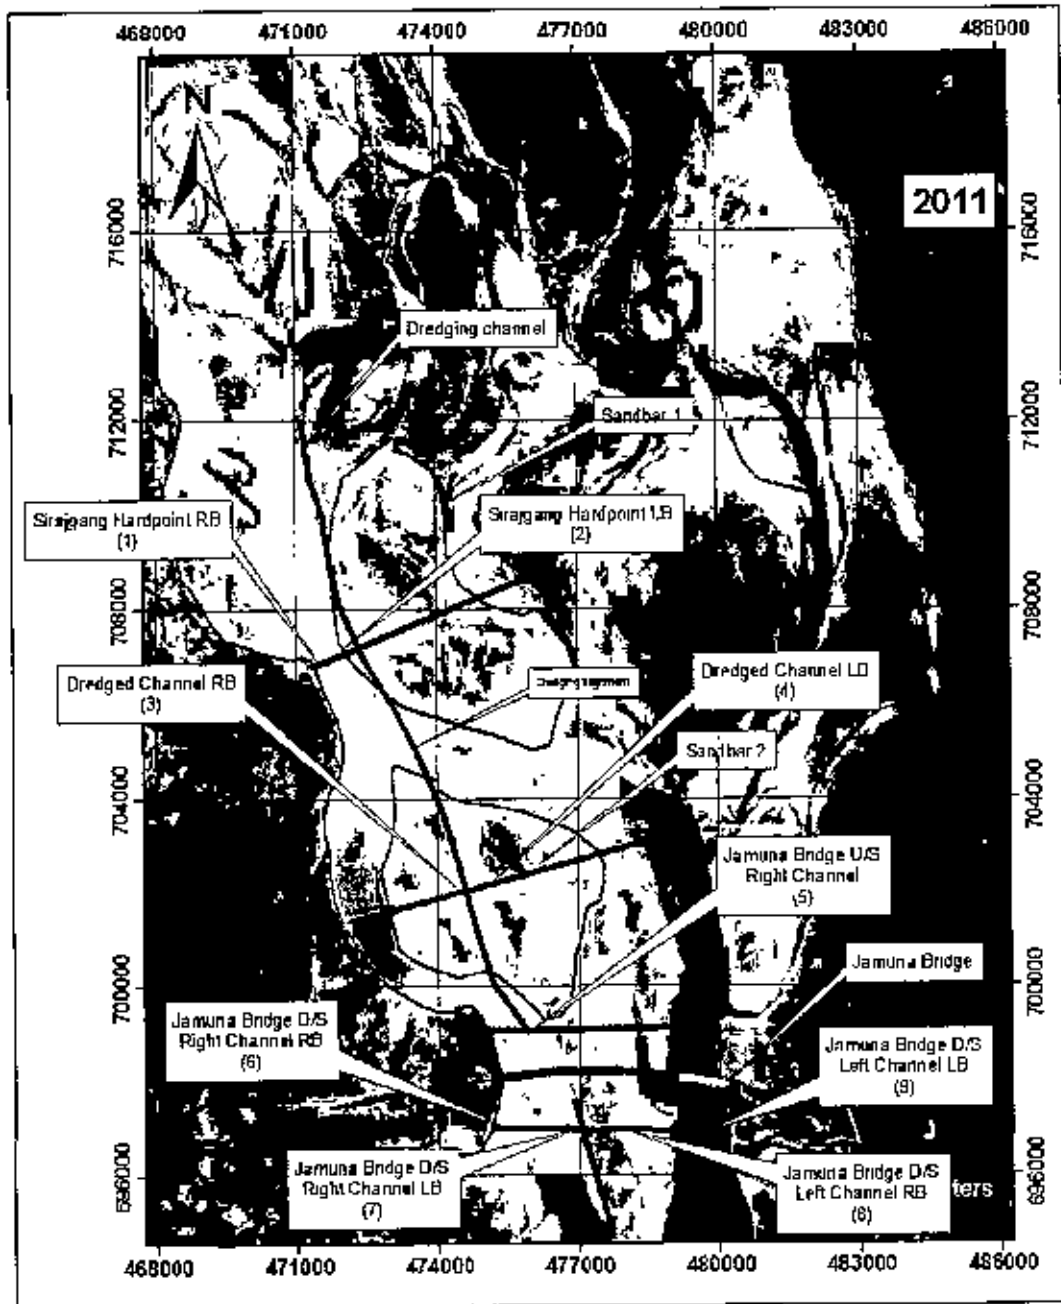 468000 471000 474000 477000 480000 483000 486000
N
2011
716000 716000
Dredging channel
712000 712000
Sandbar 1
Sirajgang Hardpoint RB
(1)
Sirajgang Hardpoint LB
(2)
708000 708000
Dredged Channel RB
(3)
Dredging alignment
Dredged Channel LB
(4)
Sandbar 2
704000 704000
Jamuna Bridge U/S
Right Channel
(5)
Jamuna Bridge
700000 700000
Jamuna Bridge D/S
Right Channel RB
(6)
Jamuna Bridge D/S
Left Channel LB
(9)
Jamuna Bridge D/S
Right Channel LB
(7)
Jamuna Bridge D/S
Left Channel RB
(8)
696000 696000
ters
468000 471000 474000 477000 480000 483000 486000